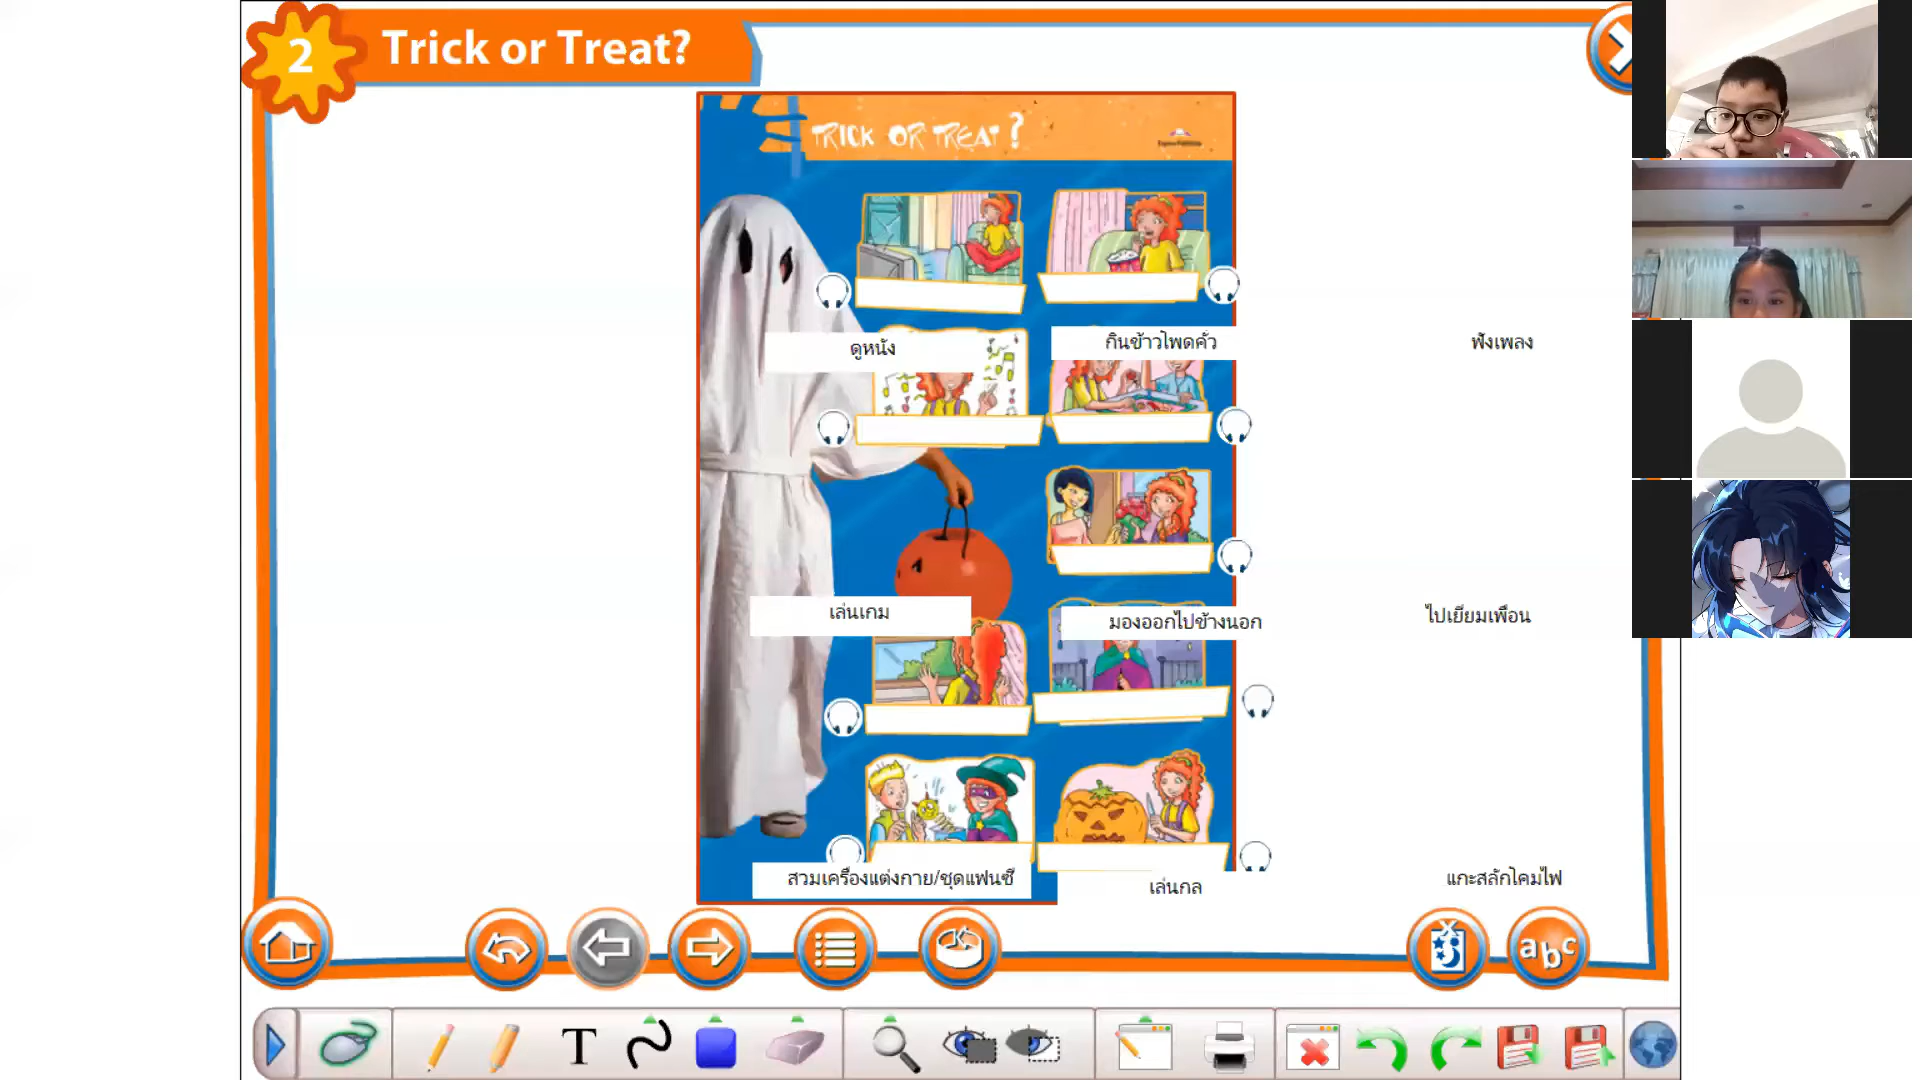 2
Trick or Treat?
TRICK OR TREAT?
ดูหนัง
กินข้าวโพดคั่ว
ฟังเพลง
เล่นเกม
มองออกไปข้างนอก
ไปเยี่ยมเพื่อน
สวมเครื่องแต่งกาย/ชุดแฟนซี
เล่นกล
แกะสลักโคมไฟ
abc
T